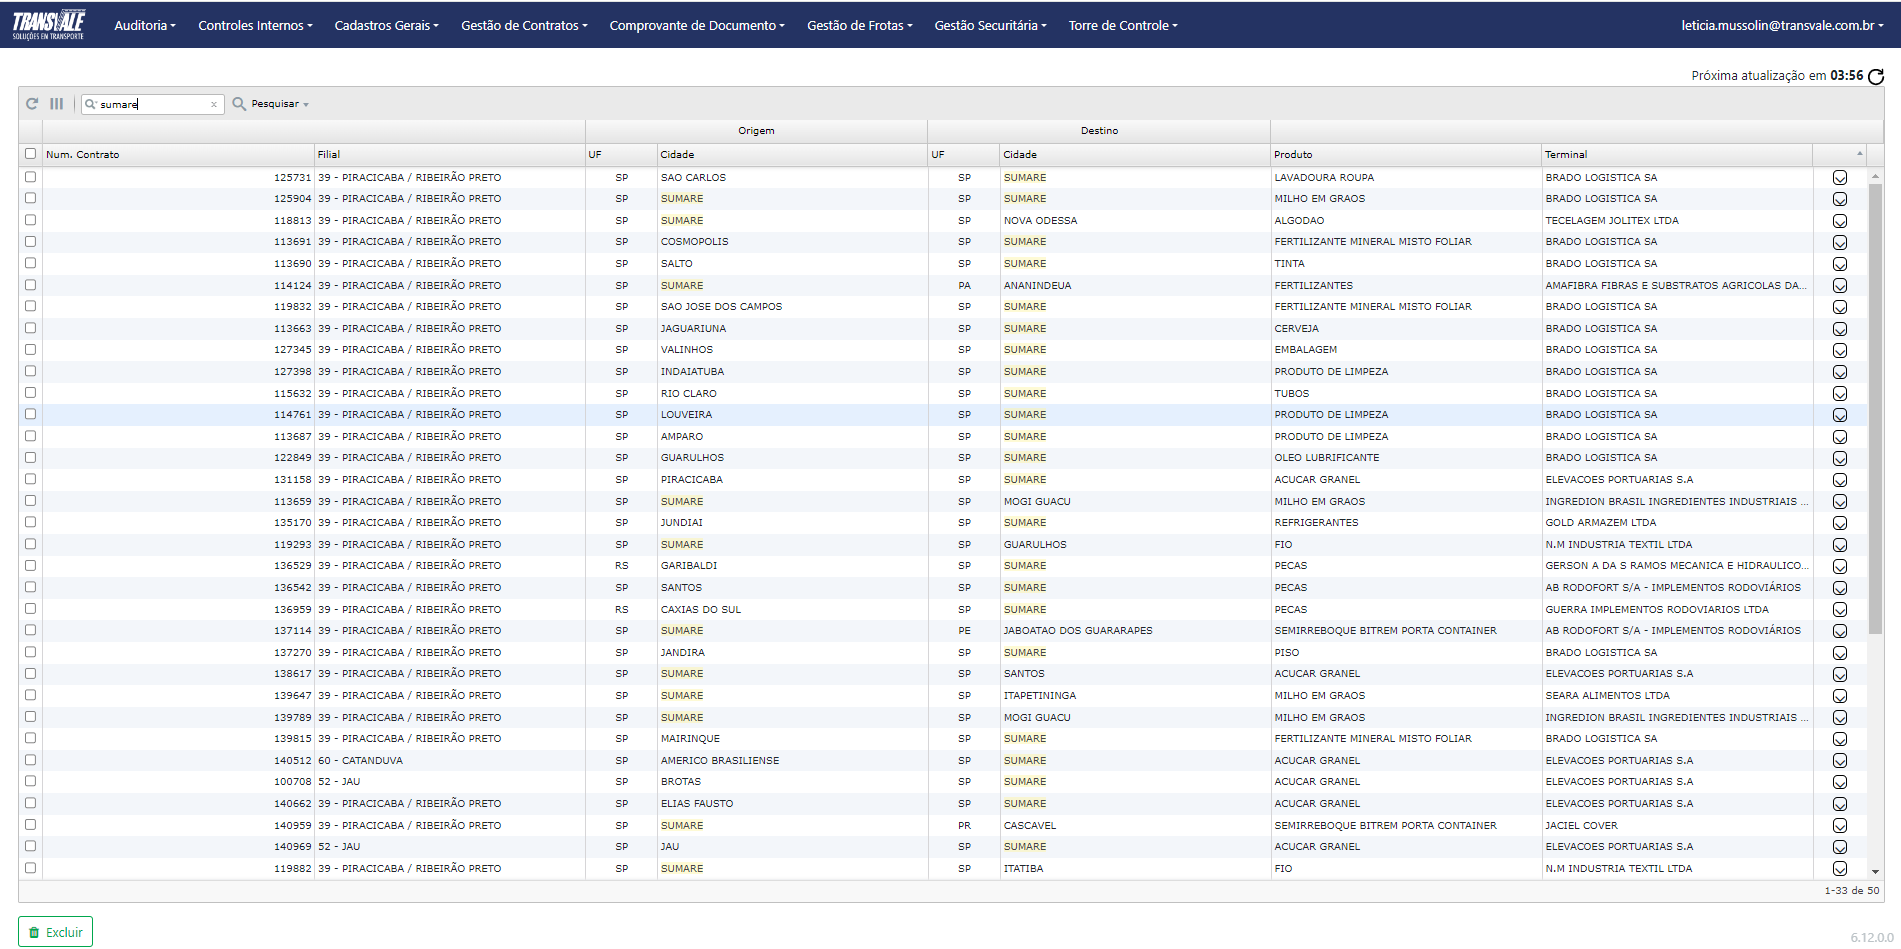 TRANSVALE
SOLUÇÕES EM TRANSPORTE
Auditoria Controles Internos Cadastros Gerais Gestão de Contratos Comprovante de Documento Gestão de Frotas Gestão Securitária Torre de Controle leticia.mussolin@transvale.com.br
Próxima atualização em 03:56
sumare x Pesquisar
Origem Destino
Num. Contrato Filial UF Cidade UF Cidade Produto Terminal
125731 39 - PIRACICABA / RIBEIRÃO PRETO SP SAO CARLOS SP SUMARE LAVADOURA ROUPA BRADO LOGISTICA SA
125904 39 - PIRACICABA / RIBEIRÃO PRETO SP SUMARE SP SUMARE MILHO EM GRAOS BRADO LOGISTICA SA
118813 39 - PIRACICABA / RIBEIRÃO PRETO SP SUMARE SP NOVA ODESSA ALGODAO TECELAGEM JOLITEX LTDA
113691 39 - PIRACICABA / RIBEIRÃO PRETO SP COSMOPOLIS SP SUMARE FERTILIZANTE MINERAL MISTO FOLIAR BRADO LOGISTICA SA
113690 39 - PIRACICABA / RIBEIRÃO PRETO SP SALTO SP SUMARE TINTA BRADO LOGISTICA SA
114124 39 - PIRACICABA / RIBEIRÃO PRETO SP SUMARE PA ANANINDEUA FERTILIZANTES AMAFIBRA FIBRAS E SUBSTRATOS AGRICOLAS DA...
119832 39 - PIRACICABA / RIBEIRÃO PRETO SP SAO JOSE DOS CAMPOS SP SUMARE FERTILIZANTE MINERAL MISTO FOLIAR BRADO LOGISTICA SA
113663 39 - PIRACICABA / RIBEIRÃO PRETO SP JAGUARIUNA SP SUMARE CERVEJA BRADO LOGISTICA SA
127345 39 - PIRACICABA / RIBEIRÃO PRETO SP VALINHOS SP SUMARE EMBALAGEM BRADO LOGISTICA SA
127398 39 - PIRACICABA / RIBEIRÃO PRETO SP INDAIATUBA SP SUMARE PRODUTO DE LIMPEZA BRADO LOGISTICA SA
115632 39 - PIRACICABA / RIBEIRÃO PRETO SP RIO CLARO SP SUMARE TUBOS BRADO LOGISTICA SA
114761 39 - PIRACICABA / RIBEIRÃO PRETO SP LOUVEIRA SP SUMARE PRODUTO DE LIMPEZA BRADO LOGISTICA SA
113687 39 - PIRACICABA / RIBEIRÃO PRETO SP AMPARO SP SUMARE PRODUTO DE LIMPEZA BRADO LOGISTICA SA
122849 39 - PIRACICABA / RIBEIRÃO PRETO SP GUARULHOS SP SUMARE OLEO LUBRIFICANTE BRADO LOGISTICA SA
131158 39 - PIRACICABA / RIBEIRÃO PRETO SP PIRACICABA SP SUMARE ACUCAR GRANEL ELEVACOES PORTUARIAS S.A
113659 39 - PIRACICABA / RIBEIRÃO PRETO SP SUMARE SP MOGI GUACU MILHO EM GRAOS INGREDION BRASIL INGREDIENTES INDUSTRIAIS ...
135170 39 - PIRACICABA / RIBEIRÃO PRETO SP JUNDIAI SP SUMARE REFRIGERANTES GOLD ARMAZEM LTDA
119293 39 - PIRACICABA / RIBEIRÃO PRETO SP SUMARE SP GUARULHOS FIO N.M INDUSTRIA TEXTIL LTDA
136529 39 - PIRACICABA / RIBEIRÃO PRETO RS GARIBALDI SP SUMARE PECAS GERSON A DA S RAMOS MECANICA E HIDRAULICO...
136542 39 - PIRACICABA / RIBEIRÃO PRETO SP SANTOS SP SUMARE PECAS AB RODOFORT S/A - IMPLEMENTOS RODOVIÁRIOS
136959 39 - PIRACICABA / RIBEIRÃO PRETO RS CAXIAS DO SUL SP SUMARE PECAS GUERRA IMPLEMENTOS RODOVIARIOS LTDA
137114 39 - PIRACICABA / RIBEIRÃO PRETO SP SUMARE PE JABOATAO DOS GUARARAPES SEMIRREBOQUE BITREM PORTA CONTAINER AB RODOFORT S/A - IMPLEMENTOS RODOVIÁRIOS
137270 39 - PIRACICABA / RIBEIRÃO PRETO SP JANDIRA SP SUMARE PISO BRADO LOGISTICA SA
138617 39 - PIRACICABA / RIBEIRÃO PRETO SP SUMARE SP SANTOS ACUCAR GRANEL ELEVACOES PORTUARIAS S.A
139647 39 - PIRACICABA / RIBEIRÃO PRETO SP SUMARE SP ITAPETININGA MILHO EM GRAOS SEARA ALIMENTOS LTDA
139789 39 - PIRACICABA / RIBEIRÃO PRETO SP SUMARE SP MOGI GUACU MILHO EM GRAOS INGREDION BRASIL INGREDIENTES INDUSTRIAIS ...
139815 39 - PIRACICABA / RIBEIRÃO PRETO SP MAIRINQUE SP SUMARE FERTILIZANTE MINERAL MISTO FOLIAR BRADO LOGISTICA SA
140512 60 - CATANDUVA SP AMERICO BRASILIENSE SP SUMARE ACUCAR GRANEL ELEVACOES PORTUARIAS S.A
100708 52 - JAU SP BROTAS SP SUMARE ACUCAR GRANEL ELEVACOES PORTUARIAS S.A
140662 39 - PIRACICABA / RIBEIRÃO PRETO SP ELIAS FAUSTO SP SUMARE ACUCAR GRANEL ELEVACOES PORTUARIAS S.A
140959 39 - PIRACICABA / RIBEIRÃO PRETO SP SUMARE PR CASCAVEL SEMIRREBOQUE BITREM PORTA CONTAINER JACIEL COVER
140969 52 - JAU SP JAU SP SUMARE ACUCAR GRANEL ELEVACOES PORTUARIAS S.A
119882 39 - PIRACICABA / RIBEIRÃO PRETO SP SUMARE SP ITATIBA FIO N.M INDUSTRIA TEXTIL LTDA
1-33 de 50
Excluir
6.12.0.0